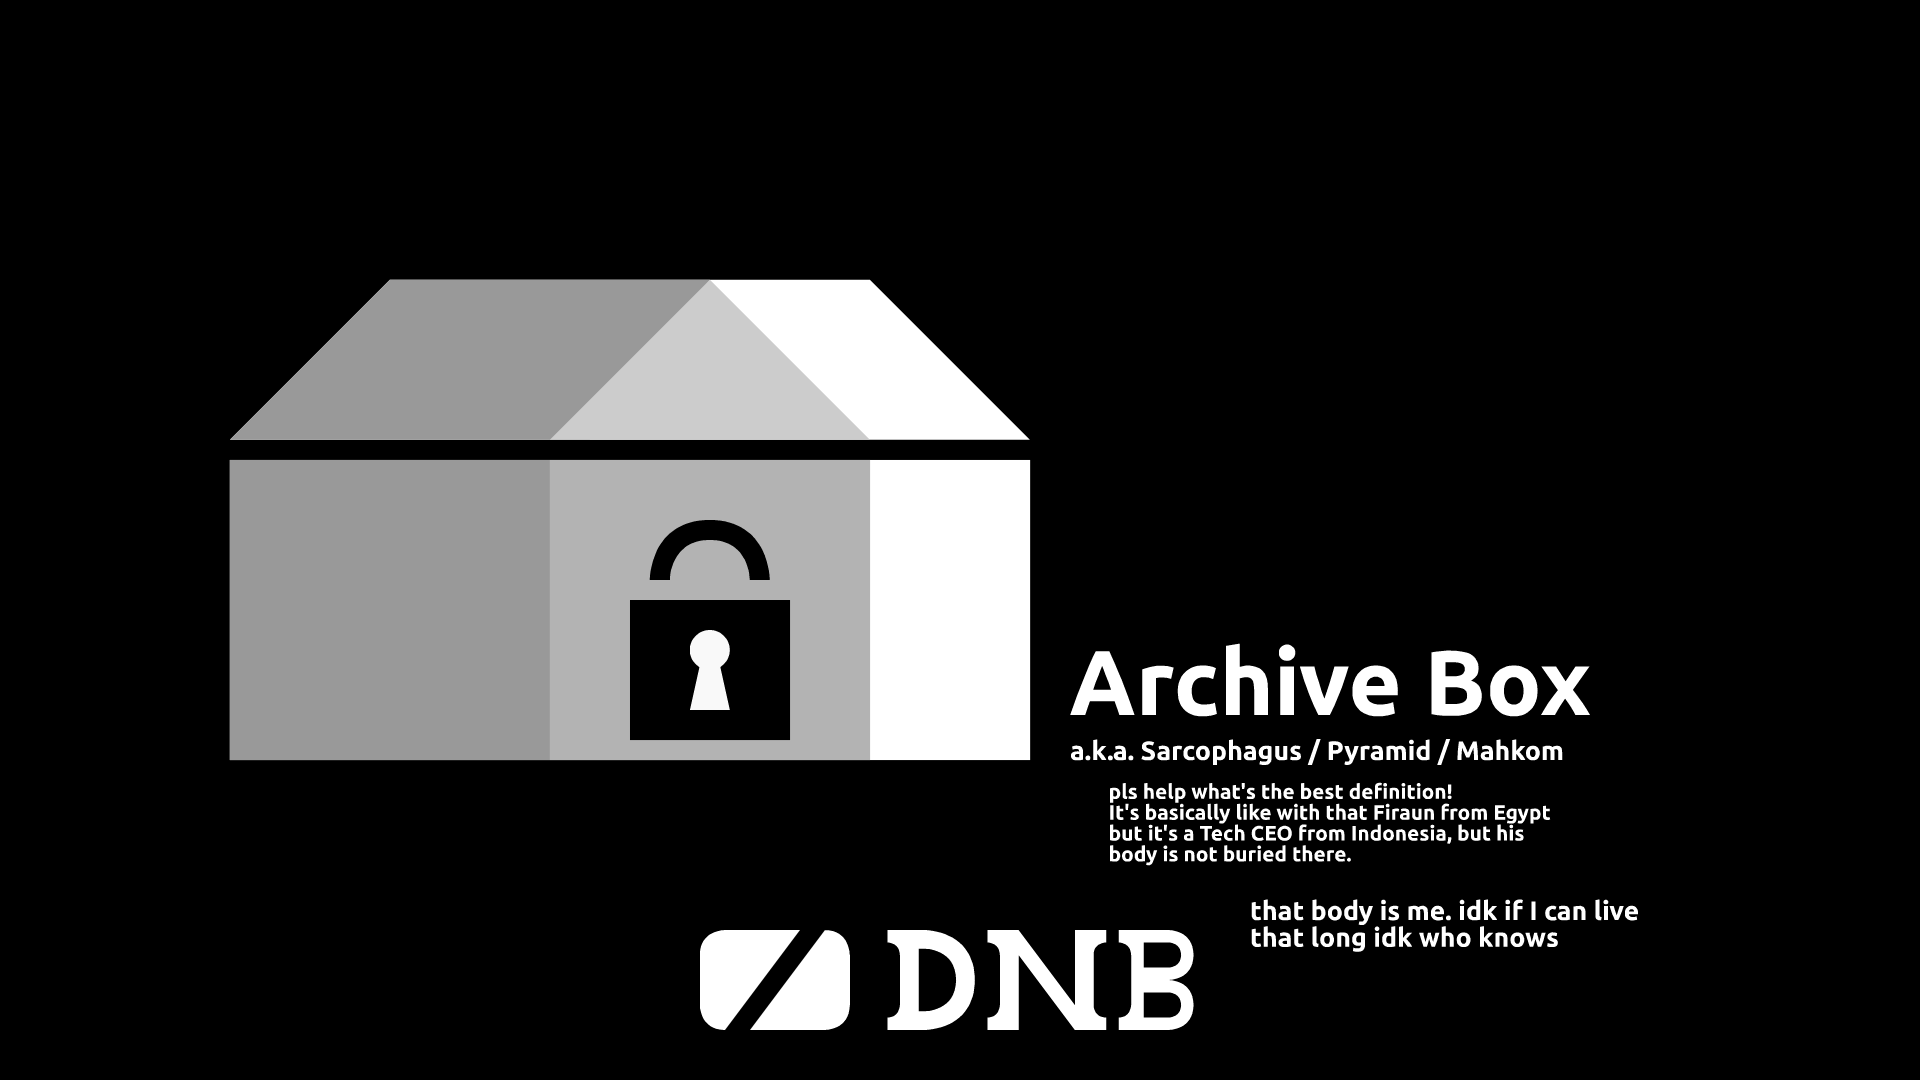 Archive Box
a.k.a. Sarcophagus / Pyramid / Mahkom
pls help what's the best definition!
It's basically like with that Firaun from Egypt
but it's a Tech CEO from Indonesia, but his
body is not buried there.
that body is me. idk if I can live
that long idk who knows
DNB